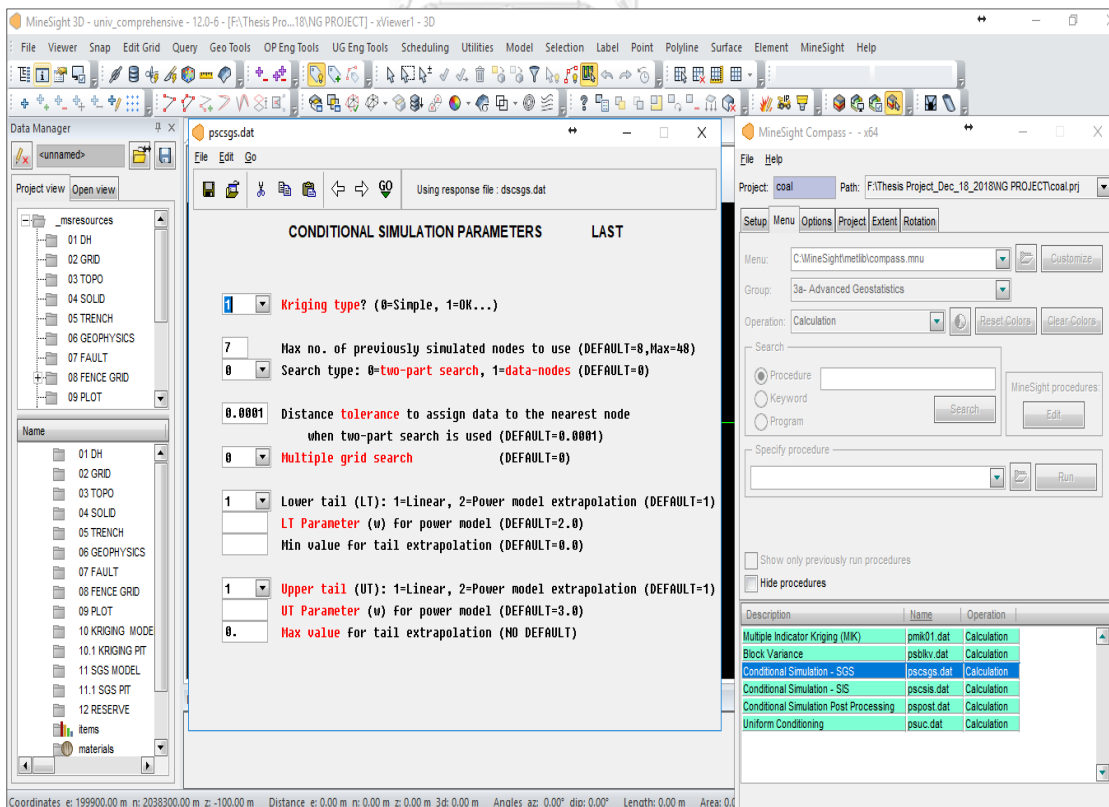 MineSight 3D - univ_comprehensive - 12.0-6 - [F:\Thesis Pro...18\NG PROJECT] - xViewer1 - 3D
File Viewer Snap Edit Grid Query Geo Tools OP Eng Tools UG Eng Tools Scheduling Utilities Model Selection Label Point Polyline Surface Element MineSight Help
Data Manager
<unnamed>
Project view Open view
_msresources
01 DH
02 GRID
03 TOPO
04 SOLID
05 TRENCH
06 GEOPHYSICS
07 FAULT
08 FENCE GRID
09 PLOT
Name
01 DH
02 GRID
03 TOPO
04 SOLID
05 TRENCH
06 GEOPHYSICS
07 FAULT
08 FENCE GRID
09 PLOT
10 KRIGING MODE
10.1 KRIGING PIT
11 SGS MODEL
11.1 SGS PIT
12 RESERVE
items
materials
pscsgs.dat
File Edit Go
GO Using response file : dscsgs.dat
CONDITIONAL SIMULATION PARAMETERS LAST
1 Kriging type? (0=Simple, 1=OK...)
7 Max no. of previously simulated nodes to use (DEFAULT=8,Max=48)
0 Search type: 0=two-part search, 1=data-nodes (DEFAULT=0)
0.0001 Distance tolerance to assign data to the nearest node
when two-part search is used (DEFAULT=0.0001)
0 Multiple grid search (DEFAULT=0)
1 Lower tail (LT): 1=Linear, 2=Power model extrapolation (DEFAULT=1)
LT Parameter (w) for power model (DEFAULT=2.0)
Min value for tail extrapolation (DEFAULT=0.0)
1 Upper tail (UT): 1=Linear, 2=Power model extrapolation (DEFAULT=1)
UT Parameter (w) for power model (DEFAULT=3.0)
0. Max value for tail extrapolation (NO DEFAULT)
MineSight Compass - - x64
File Help
Project: coal Path: F:\Thesis Project_Dec_18_2018\NG PROJECT\coal.prj
Setup Menu Options Project Extent Rotation
Menu: C:\MineSight\metlib\compass.mnu Customize
Group: 3a- Advanced Geostatistics
Operation: Calculation Reset Colors Clear Colors
Search
Procedure
Keyword
Program
Search
MineSight procedures:
Edit
Specify procedure
Run
Show only previously run procedures
Hide procedures
Description Name Operation
Multiple Indicator Kriging (MIK) pmik01.dat Calculation
Block Variance psblkv.dat Calculation
Conditional Simulation - SGS pscsgs.dat Calculation
Conditional Simulation - SIS pscsis.dat Calculation
Conditional Simulation Post Processing pspost.dat Calculation
Uniform Conditioning psuc.dat Calculation
Coordinates e: 199900.00 m n: 2038300.00 m z: -100.00 m Distance e: 0.00 m n: 0.00 m z: 0.00 m 3d: 0.00 m Angles az: 0.00° dip: 0.00° Length: 0.00 m Area: 0.0